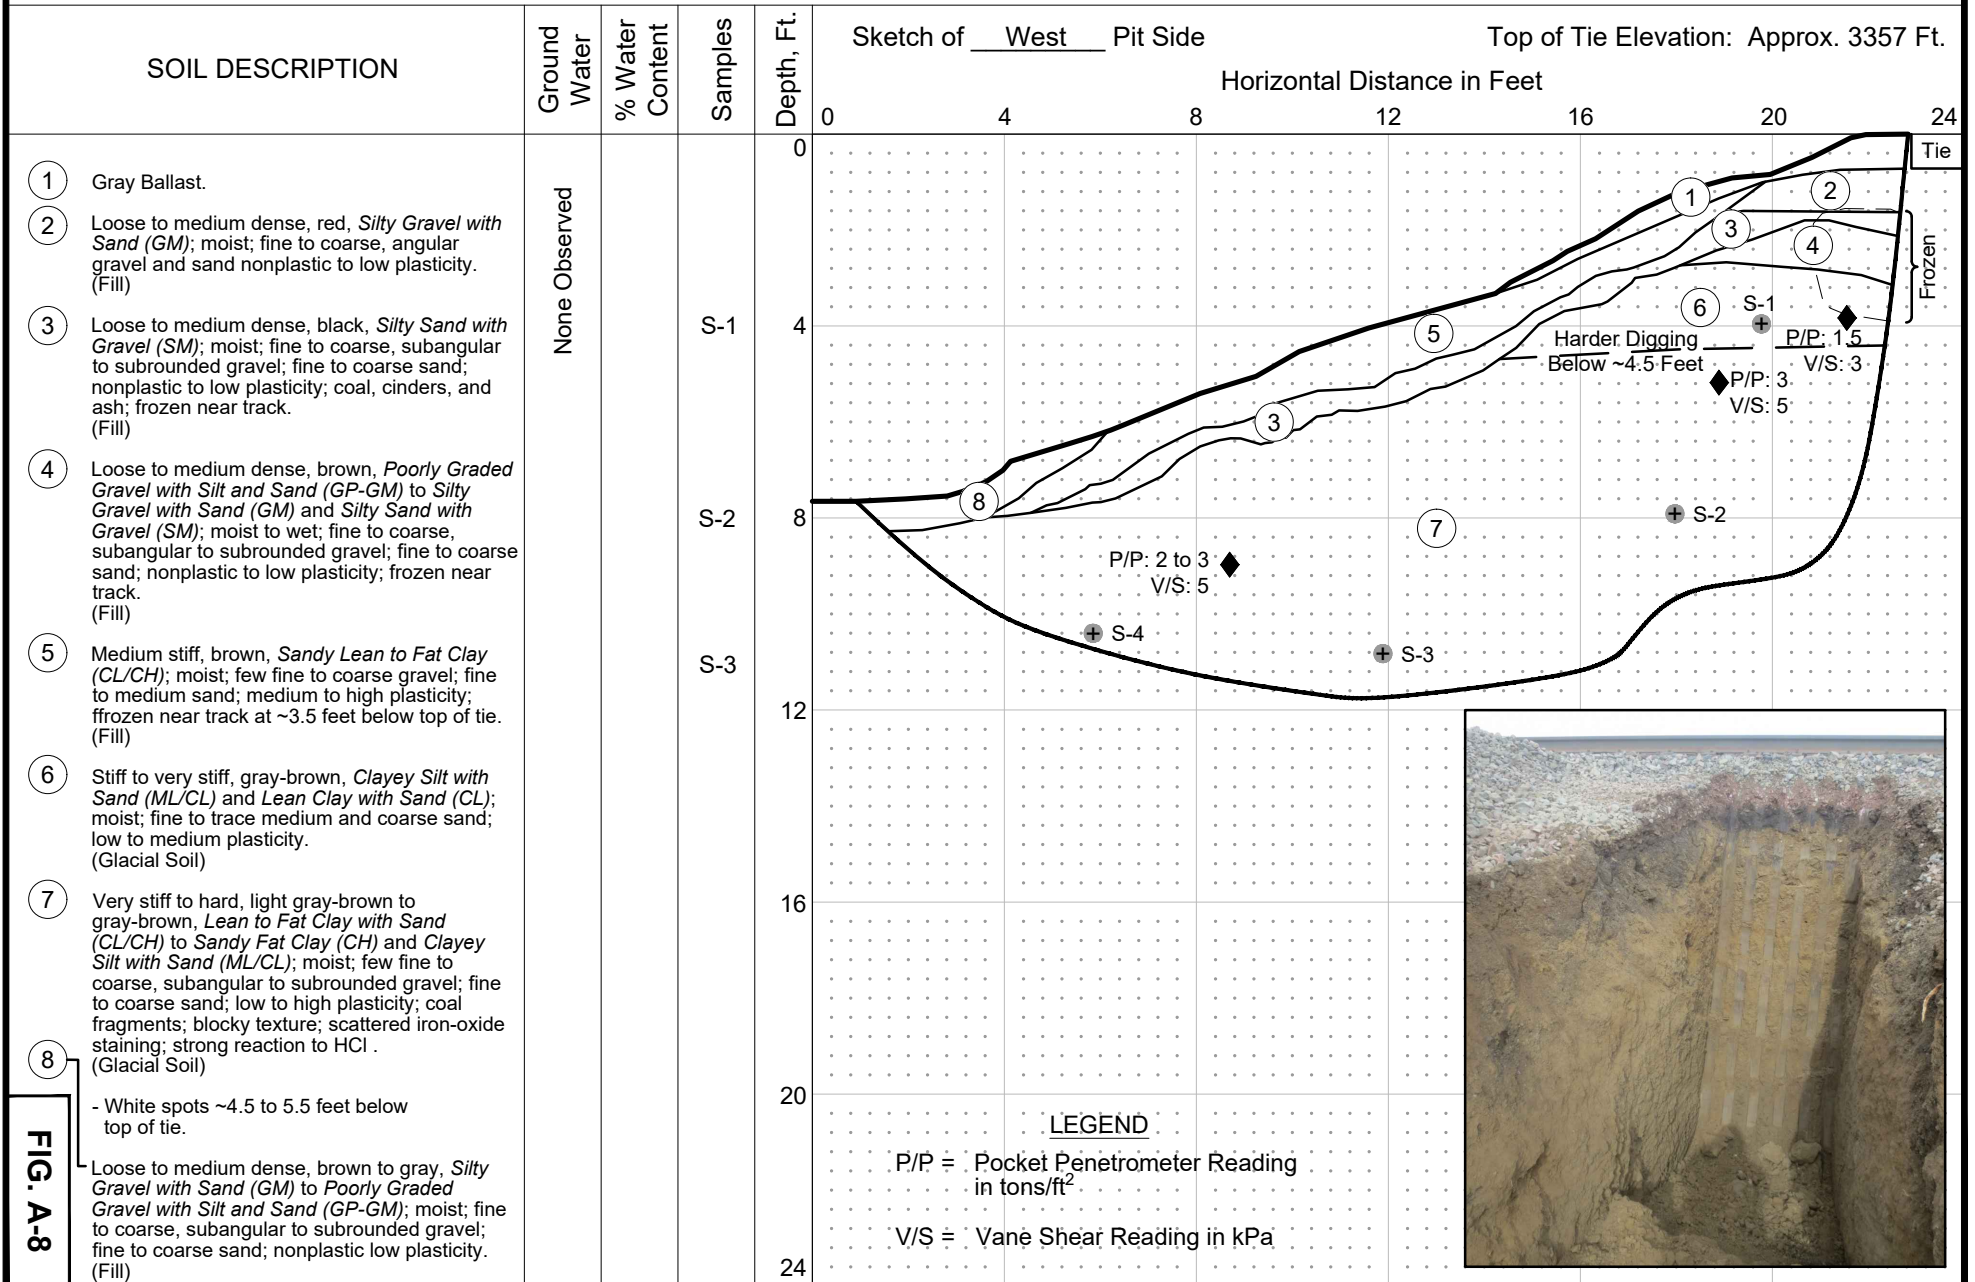 SOIL DESCRIPTION
Ground
Water
% Water
Content
Samples
Depth, Ft.
Sketch of West Pit Side
Top of Tie Elevation: Approx. 3357 Ft.
Horizontal Distance in Feet
0 4 8 12 16 20 24
1 Gray Ballast.
2 Loose to medium dense, red, Silty Gravel with
Sand (GM); moist; fine to coarse, angular
gravel and sand nonplastic to low plasticity.
(Fill)
3 Loose to medium dense, black, Silty Sand with
Gravel (SM); moist; fine to coarse, subangular
to subrounded gravel; fine to coarse sand;
nonplastic to low plasticity; coal, cinders, and
ash; frozen near track.
(Fill)
4 Loose to medium dense, brown, Poorly Graded
Gravel with Silt and Sand (GP-GM) to Silty
Gravel with Sand (GM) and Silty Sand with
Gravel (SM); moist to wet; fine to coarse,
subangular to subrounded gravel; fine to coarse
sand; nonplastic to low plasticity; frozen near
track.
(Fill)
5 Medium stiff, brown, Sandy Lean to Fat Clay
(CL/CH); moist; few fine to coarse gravel; fine
to medium sand; medium to high plasticity;
ffrozen near track at ~3.5 feet below top of tie.
(Fill)
6 Stiff to very stiff, gray-brown, Clayey Silt with
Sand (ML/CL) and Lean Clay with Sand (CL);
moist; fine to trace medium and coarse sand;
low to medium plasticity.
(Glacial Soil)
7 Very stiff to hard, light gray-brown to
gray-brown, Lean to Fat Clay with Sand
(CL/CH) to Sandy Fat Clay (CH) and Clayey
Silt with Sand (ML/CL); moist; few fine to
coarse, subangular to subrounded gravel; fine
to coarse sand; low to high plasticity; coal
fragments; blocky texture; scattered iron-oxide
staining; strong reaction to HCl .
(Glacial Soil)
- White spots ~4.5 to 5.5 feet below
top of tie.
8 Loose to medium dense, brown to gray, Silty
Gravel with Sand (GM) to Poorly Graded
Gravel with Silt and Sand (GP-GM); moist; fine
to coarse, subangular to subrounded gravel;
fine to coarse sand; nonplastic low plasticity.
(Fill)
FIG. A-8
None Observed
S-1
S-2
S-3
0
4
8
12
16
20
24
Tie
1
2
3
4
Frozen
6
S-1
5
Harder Digging
Below ~4.5 Feet
P/P: 1.5
V/S: 3
P/P: 3
V/S: 5
3
8
7
S-2
P/P: 2 to 3
V/S: 5
S-4
S-3
LEGEND
P/P = Pocket Penetrometer Reading
in tons/ft2
V/S = Vane Shear Reading in kPa